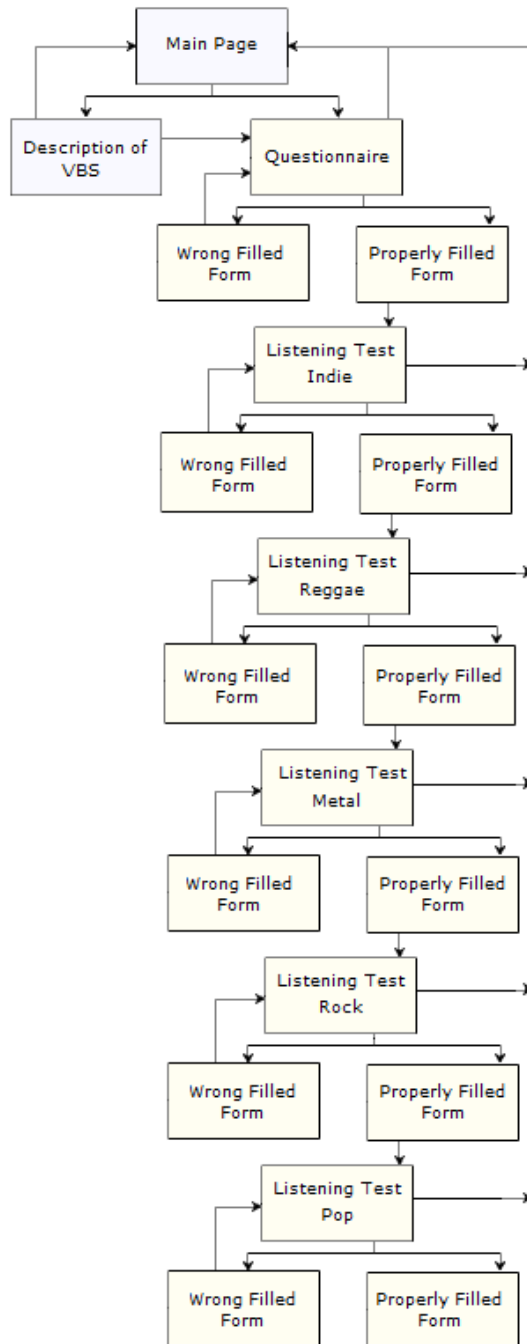 Main Page
Description of
VBS
Questionnaire
Wrong Filled
Form
Properly Filled
Form
Listening Test
Indie
Wrong Filled
Form
Properly Filled
Form
Listening Test
Reggae
Wrong Filled
Form
Properly Filled
Form
Listening Test
Metal
Wrong Filled
Form
Properly Filled
Form
Listening Test
Rock
Wrong Filled
Form
Properly Filled
Form
Listening Test
Pop
Wrong Filled
Form
Properly Filled
Form